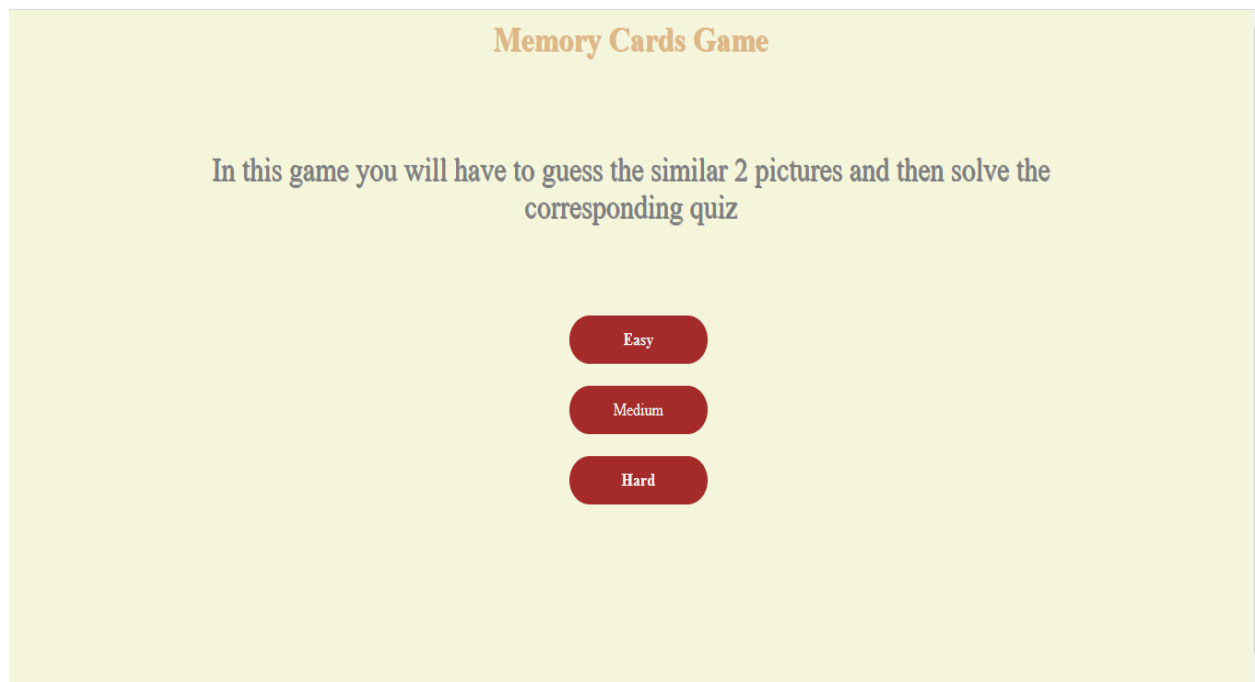 Memory Cards Game
In this game you will have to guess the similar 2 pictures and then solve the
corresponding quiz
Easy
Medium
Hard